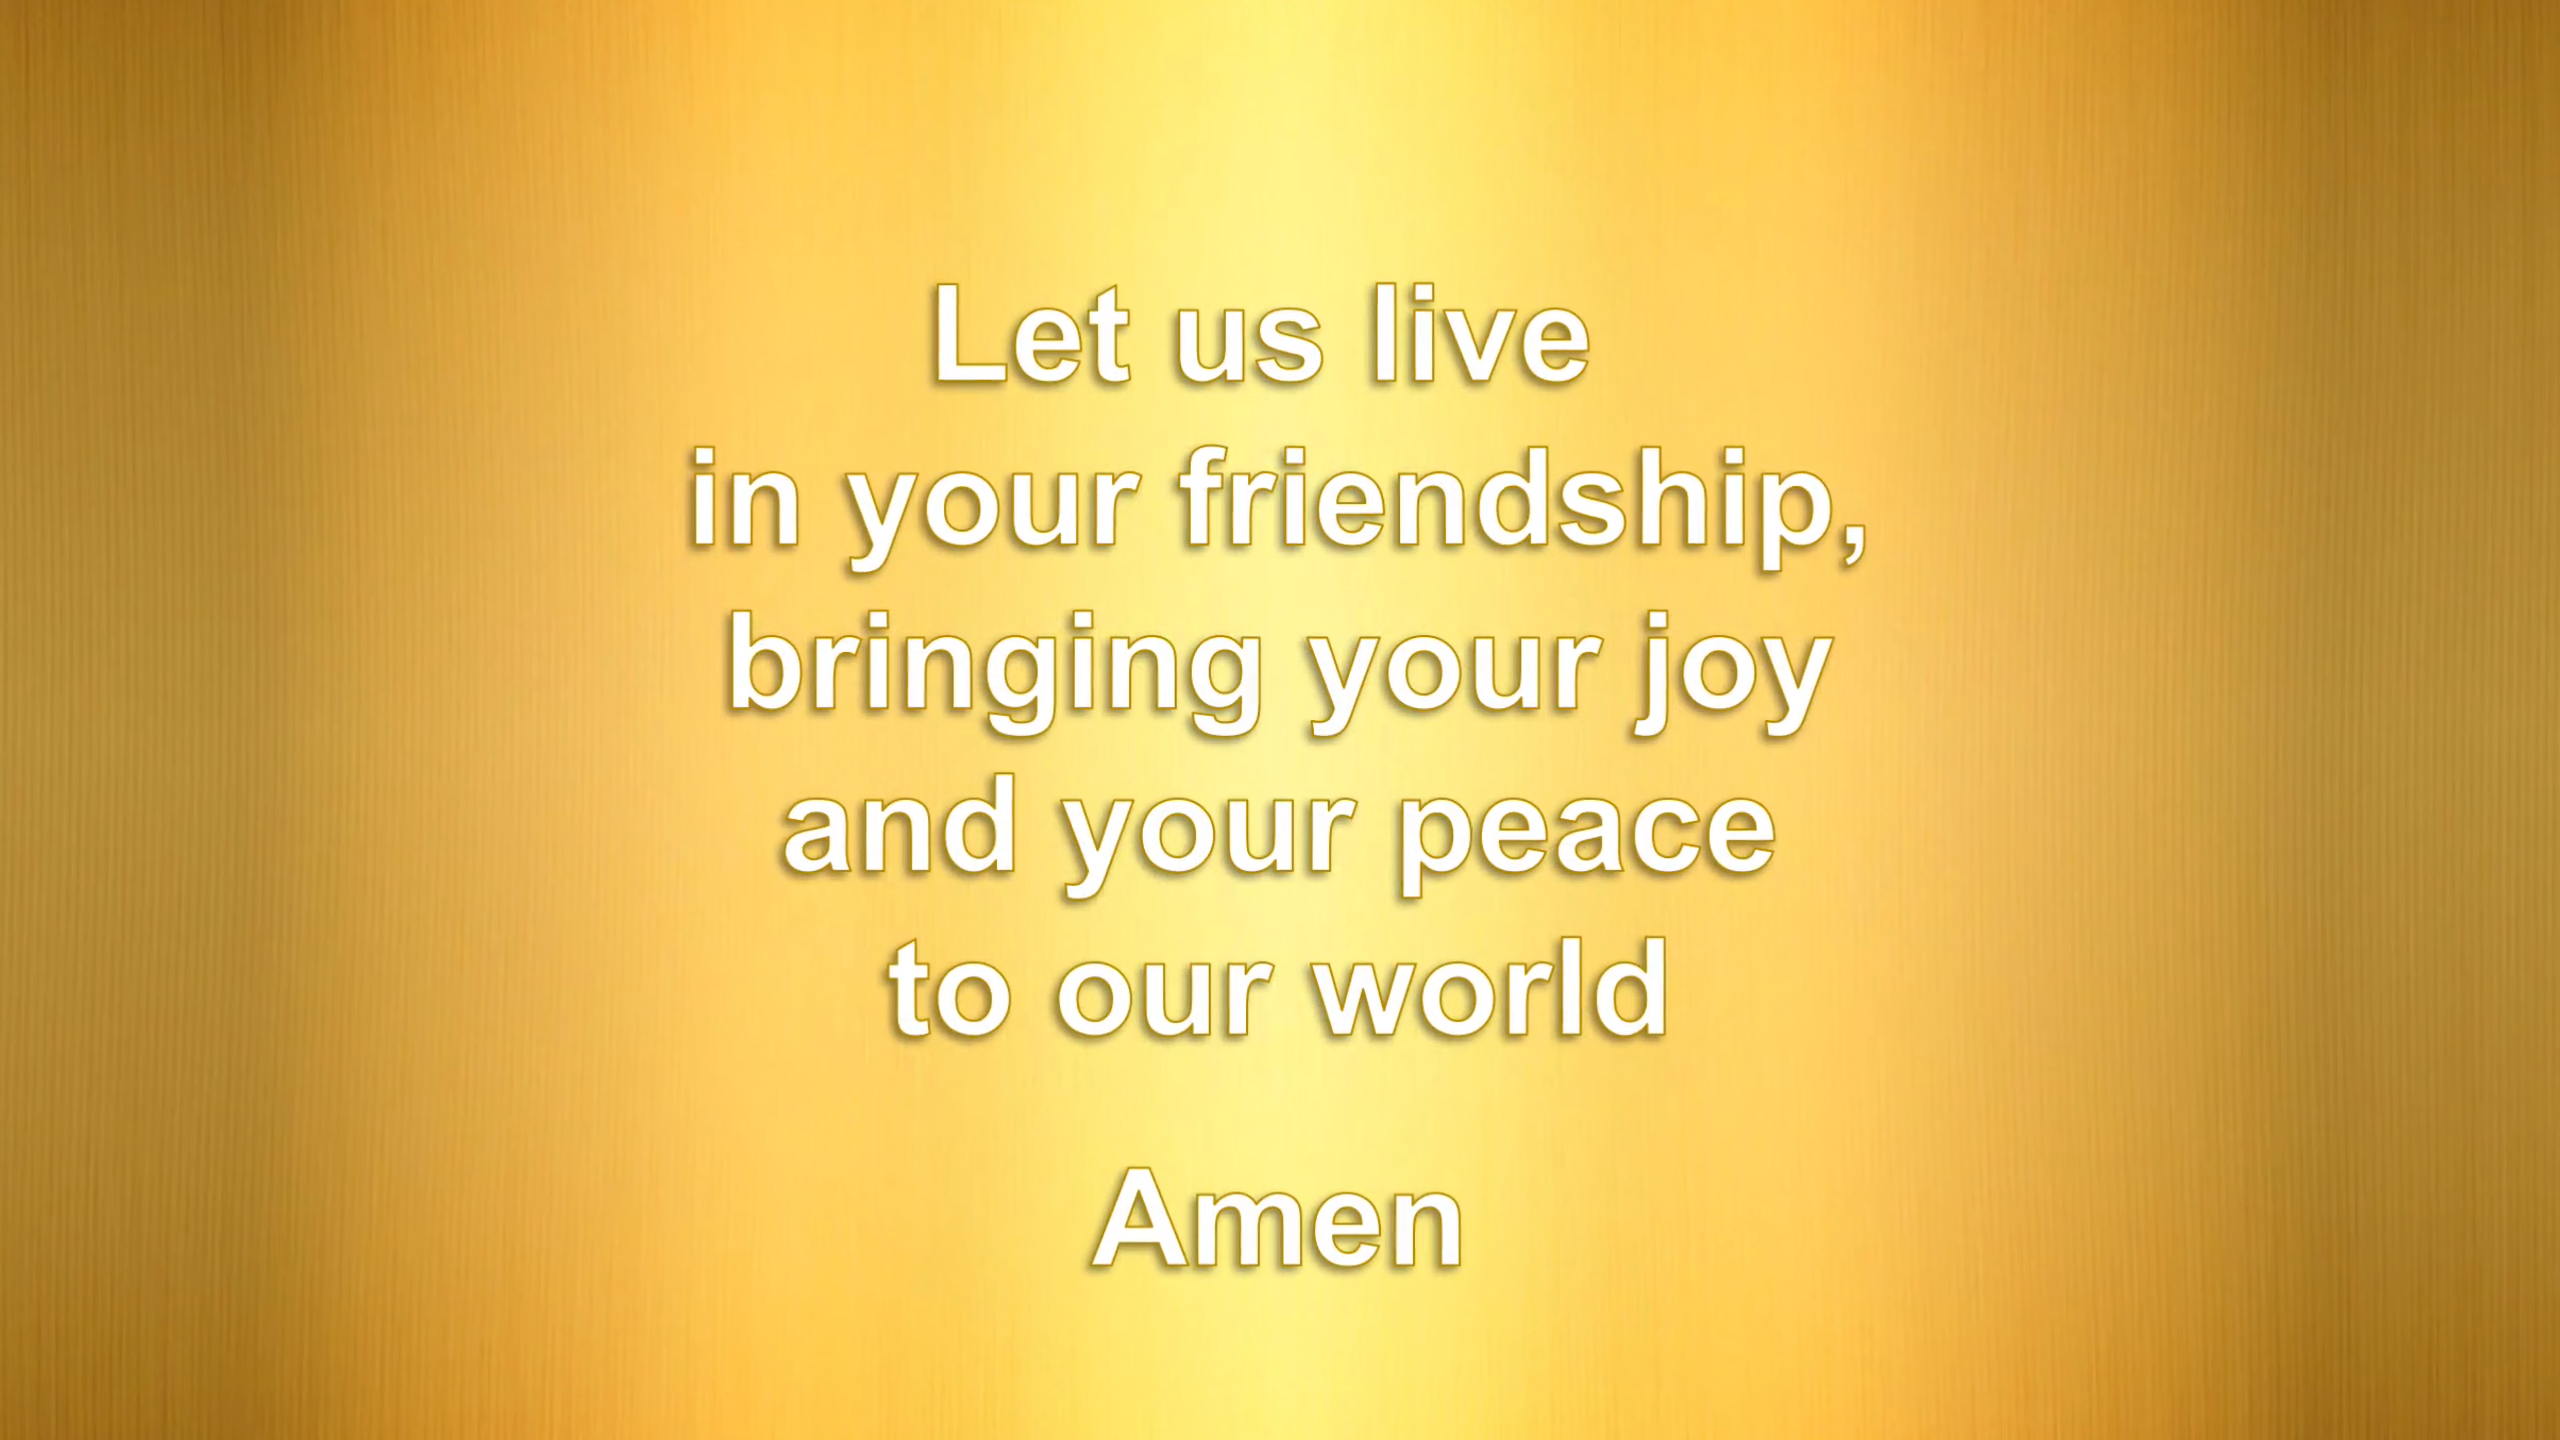 Let us live
in your friendship,
bringing your joy
and your peace
to our world
Amen